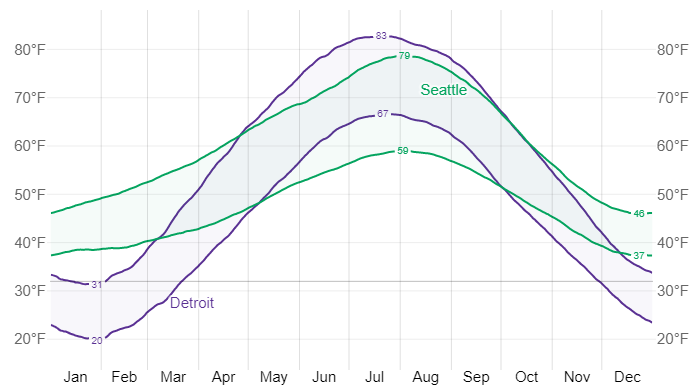 83
80°F 80°F
79
Seattle
70°F 70°F
67
60°F 60°F
59
50°F 50°F
46
40°F 40°F
37
31
30°F 30°F
Detroit
20
20°F 20°F
Jan Feb Mar Apr May Jun Jul Aug Sep Oct Nov Dec